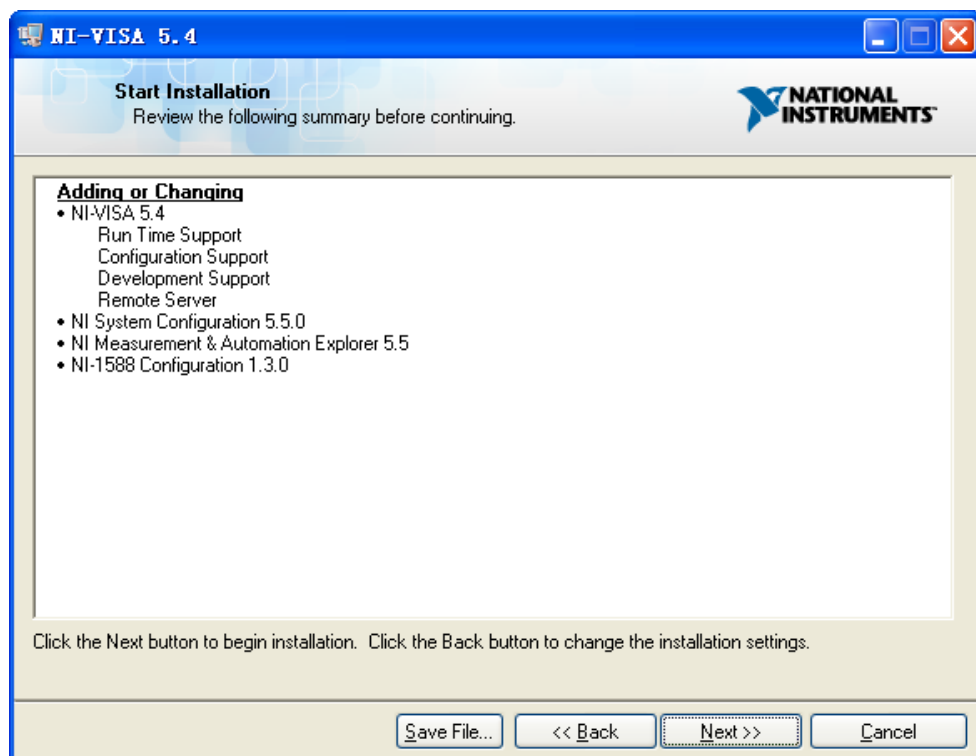 NI-VISA 5.4
Start Installation
Review the following summary before continuing.
NATIONAL
INSTRUMENTS™
Adding or Changing
• NI-VISA 5.4
Run Time Support
Configuration Support
Development Support
Remote Server
• NI System Configuration 5.5.0
• NI Measurement & Automation Explorer 5.5
• NI-1588 Configuration 1.3.0
Click the Next button to begin installation.  Click the Back button to change the installation settings.
Save File...
<< Back
Next >>
Cancel